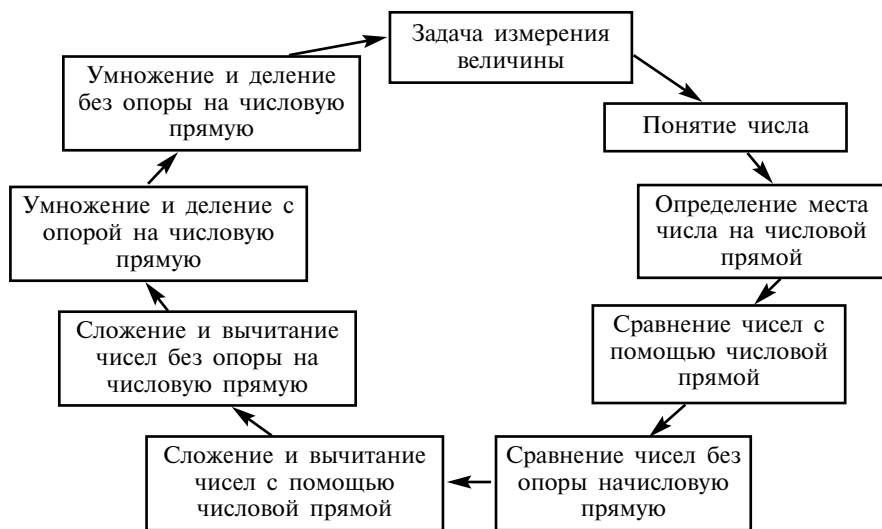 Задача измерения
величины
Понятие числа
Определение места
числа на числовой
прямой
Сравнение чисел с
помощью числовой
прямой
Сравнение чисел без
опоры начисловую
прямую
Сложение и вычитание
чисел с помощью
числовой прямой
Сложение и вычитание
чисел без опоры на
числовую прямую
Умножение и деление с
опорой на числовую
прямую
Умножение и деление
без опоры на числовую
прямую